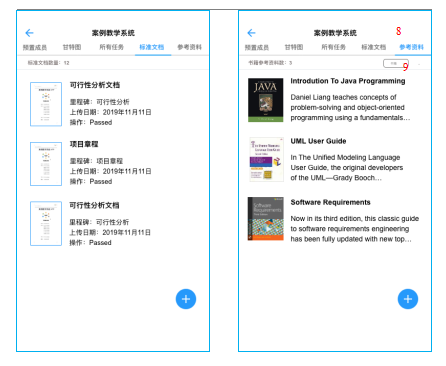 案例教学系统
预置成员 甘特图 所有任务 标准文档 参考资料
标准文档数量：12
可行性分析文档
里程碑：可行性分析
上传日期：2019年11月11日
操作：Passed
项目章程
里程碑：项目章程
上传日期：2019年11月11日
操作：Passed
可行性分析文档
里程碑：可行性分析
上传日期：2019年11月11日
操作：Passed
案例教学系统
8
预置成员 甘特图 所有任务 标准文档 参考资料
书籍参考资料数：3
9
JAVA
Introdution To Java Programming
Daniel Liang teaches concepts of
problem-solving and object-oriented
programming using a fundamentals...
UML User Guide
In The Unified Modeling Language
User Guide, the original developers
of the UML—Grady Booch...
Software
Requirements
Software Requirements
Now in its third edition, this classic guide
to software requirements engineering
has been fully updated with new top...